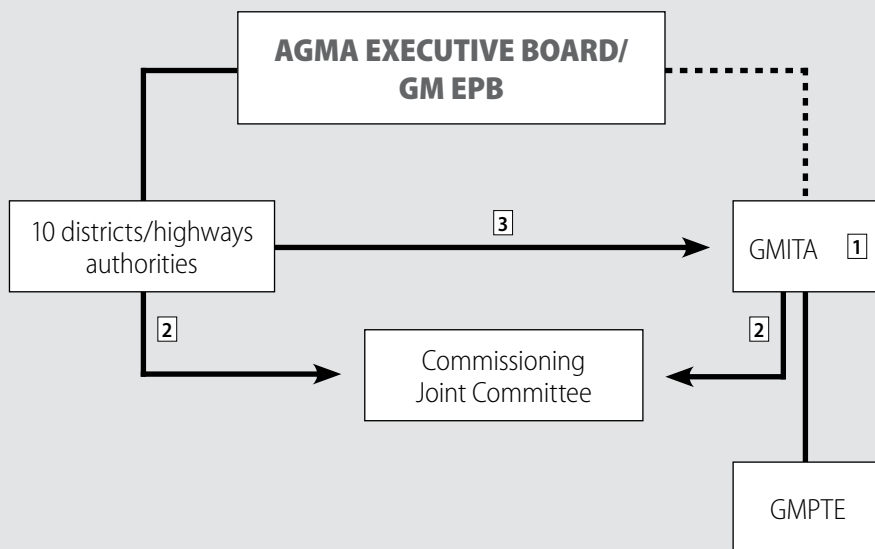 AGMA EXECUTIVE BOARD/
GM EPB
10 districts/highways
authorities
3
GMITA 1
2
2
Commissioning
Joint Committee
GMPTE